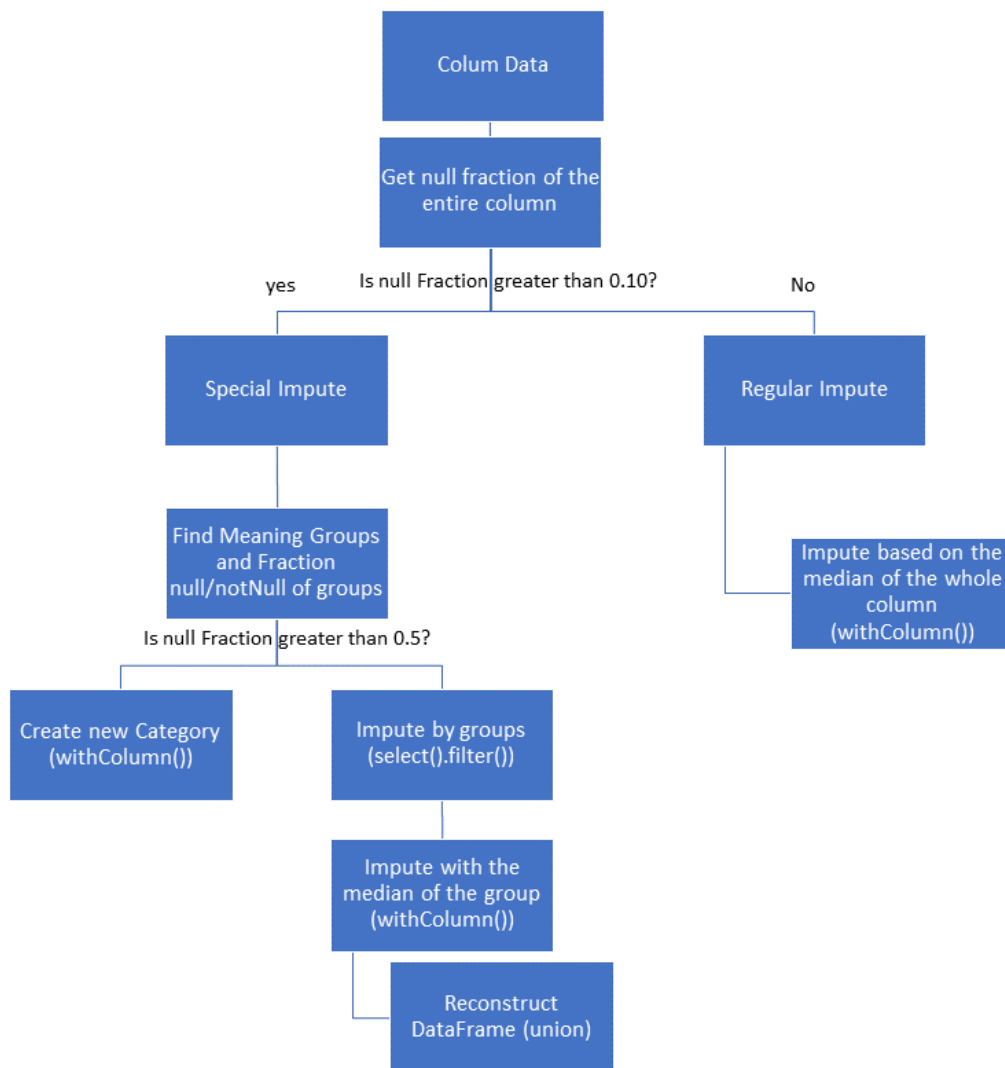 Colum Data
Get null fraction of the
entire column
Is null Fraction greater than 0.10?
yes
No
Special Impute
Regular Impute
Find Meaning Groups
and Fraction
null/notNull of groups
Impute based on the
median of the whole
column
(withColumn())
Is null Fraction greater than 0.5?
Create new Category
(withColumn())
Impute by groups
(select().filter())
Impute with the
median of the group
(withColumn())
Reconstruct
DataFrame (union)